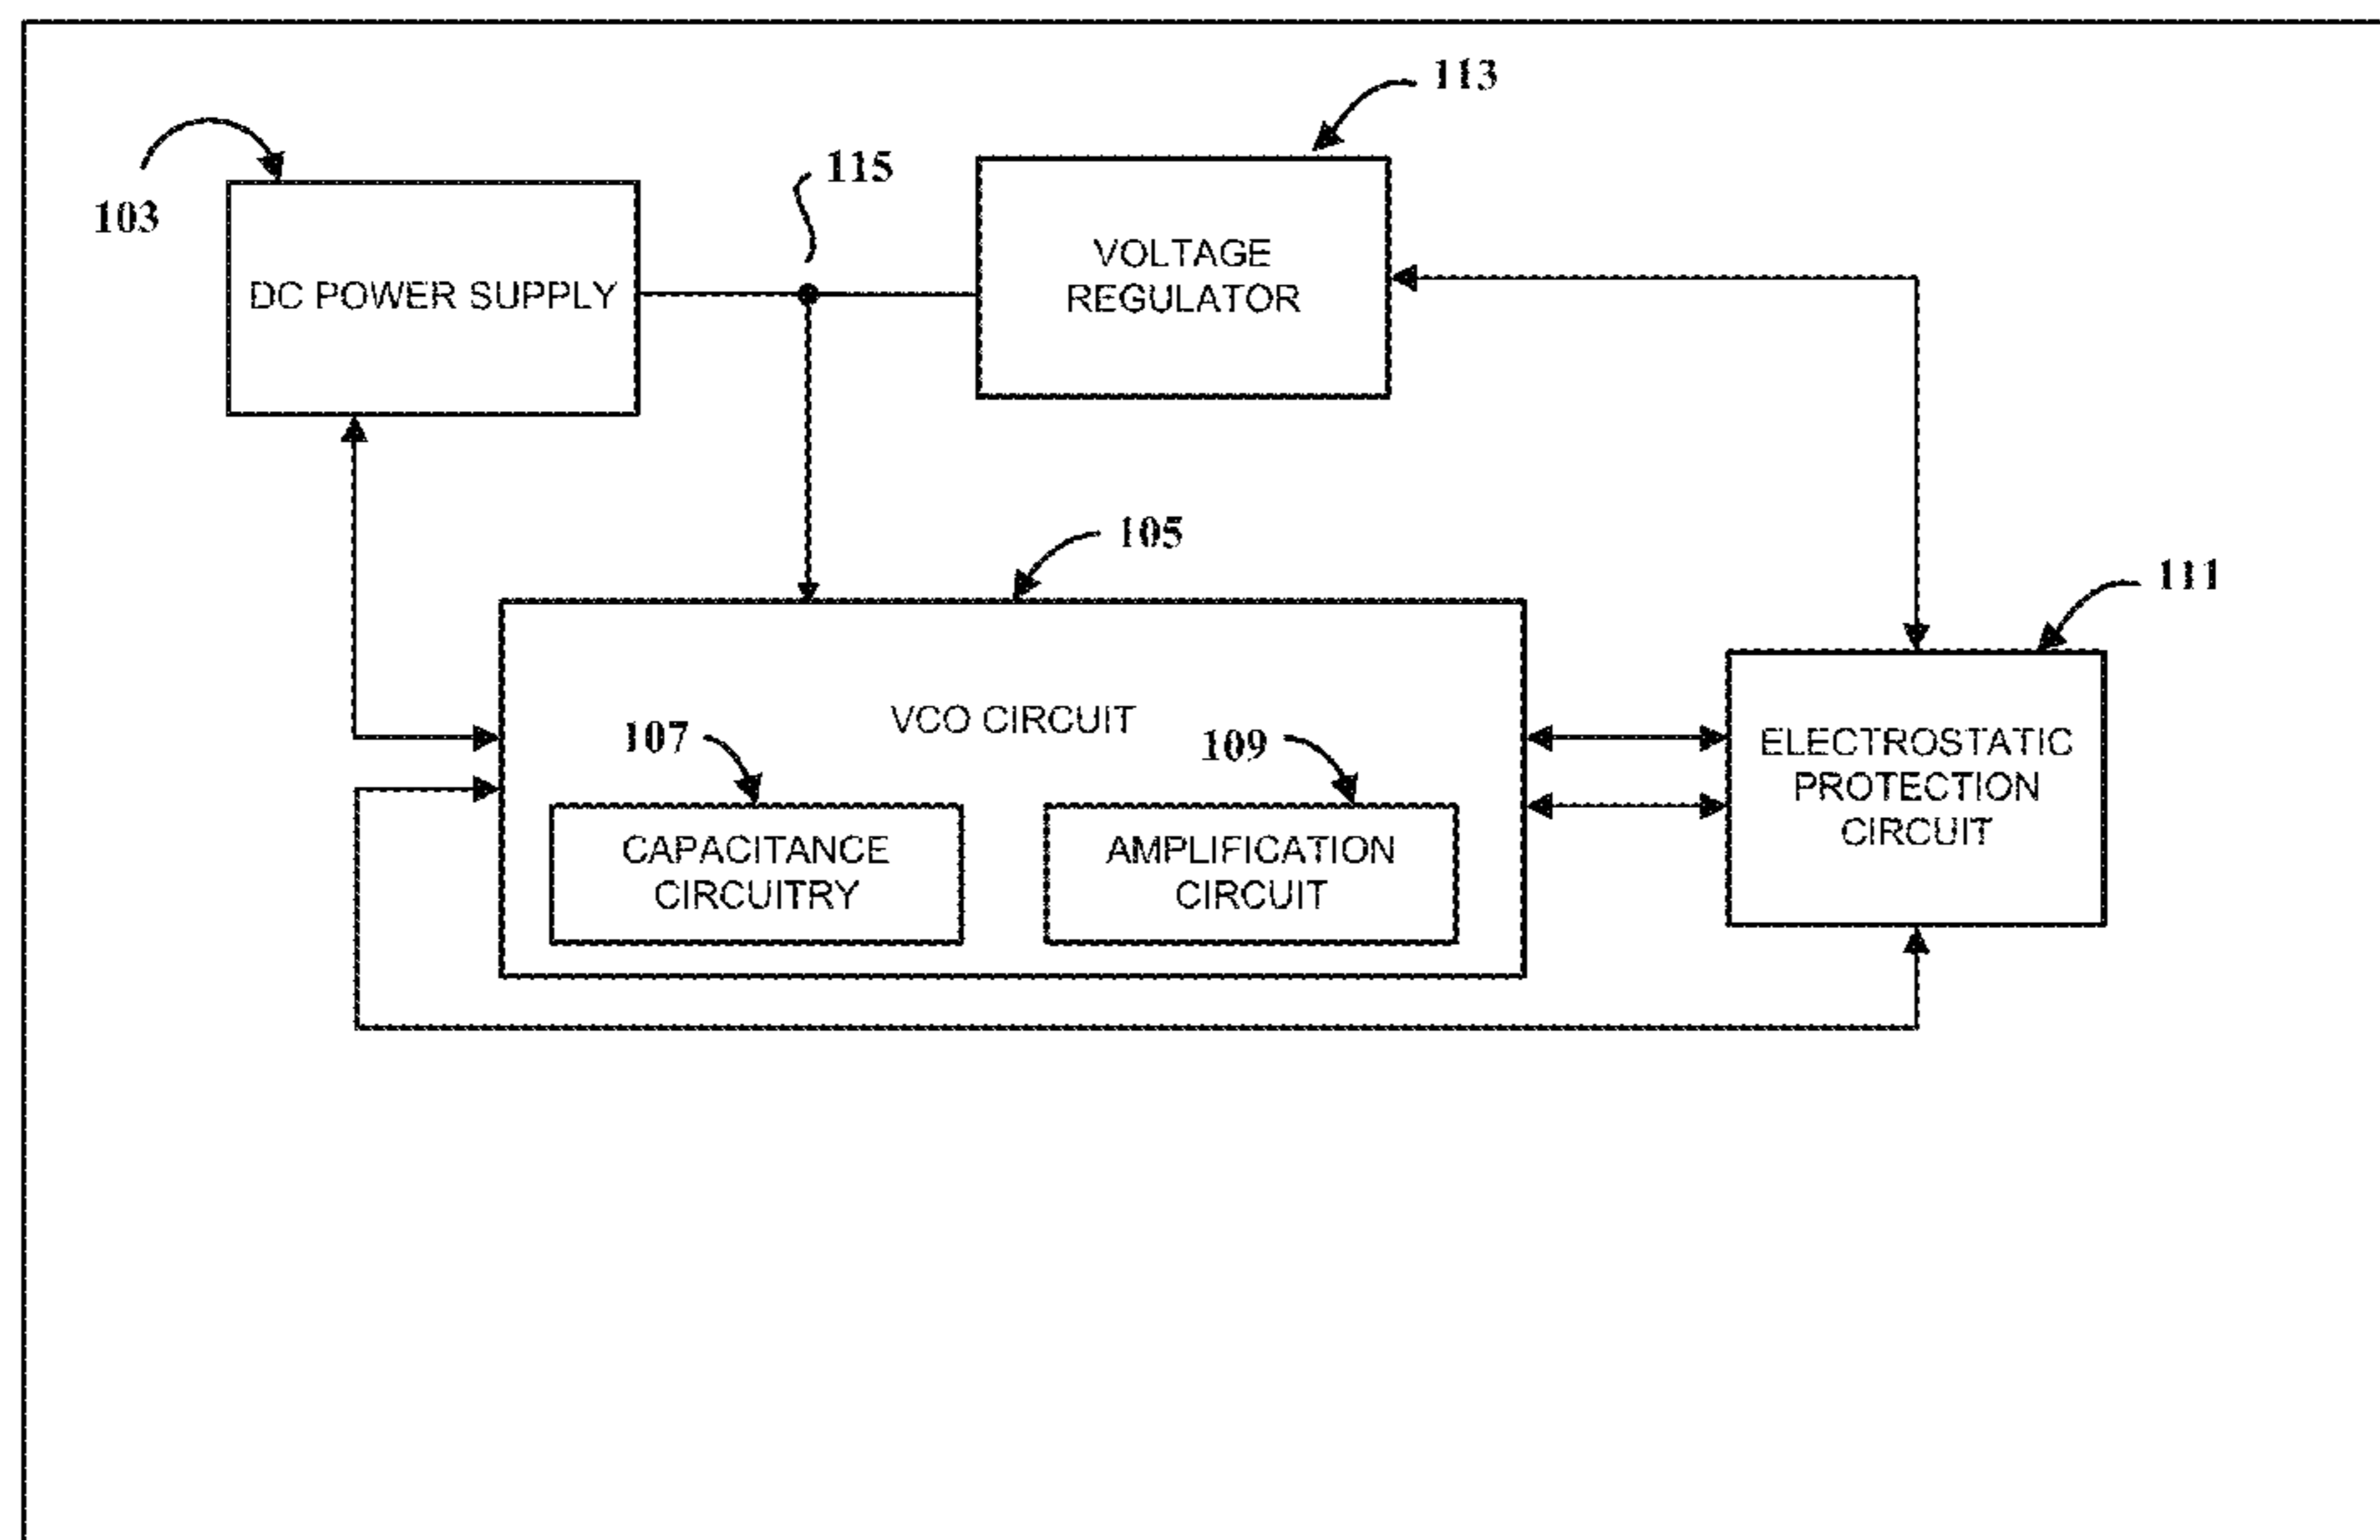 113
115
103
DC POWER SUPPLY
VOLTAGE
REGULATOR
105
111
VCO CIRCUIT
107
109
ELECTROSTATIC
PROTECTION
CIRCUIT
CAPACITANCE
CIRCUITRY
AMPLIFICATION
CIRCUIT